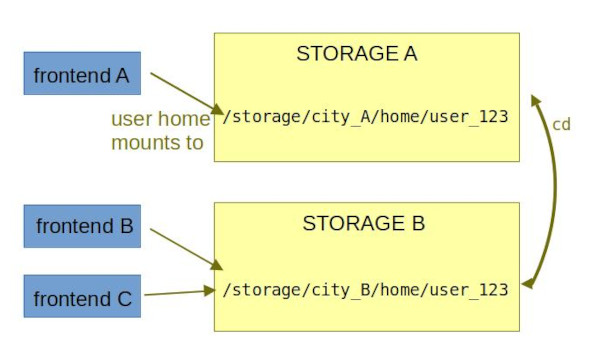 STORAGE A
frontend A
user home
mounts to
/storage/city_A/home/user_123
cd
frontend B
STORAGE B
frontend C
/storage/city_B/home/user_123